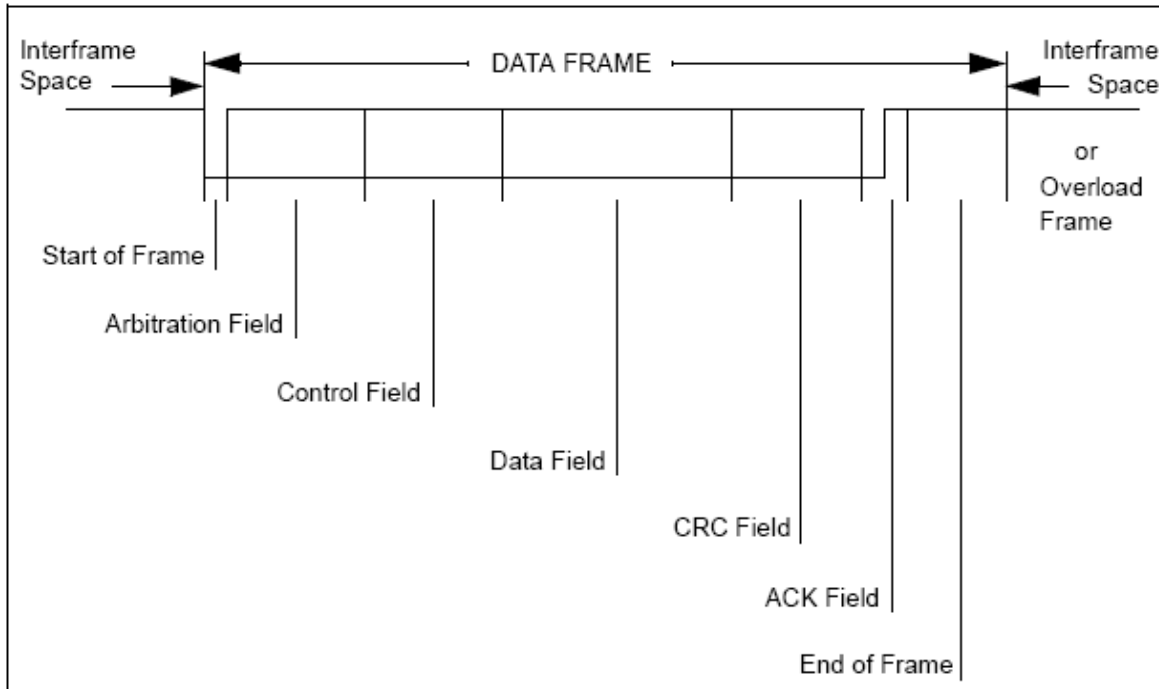 Interframe
Space
DATA FRAME
Interframe
Space
or
Overload
Frame
Start of Frame
Arbitration Field
Control Field
Data Field
CRC Field
ACK Field
End of Frame